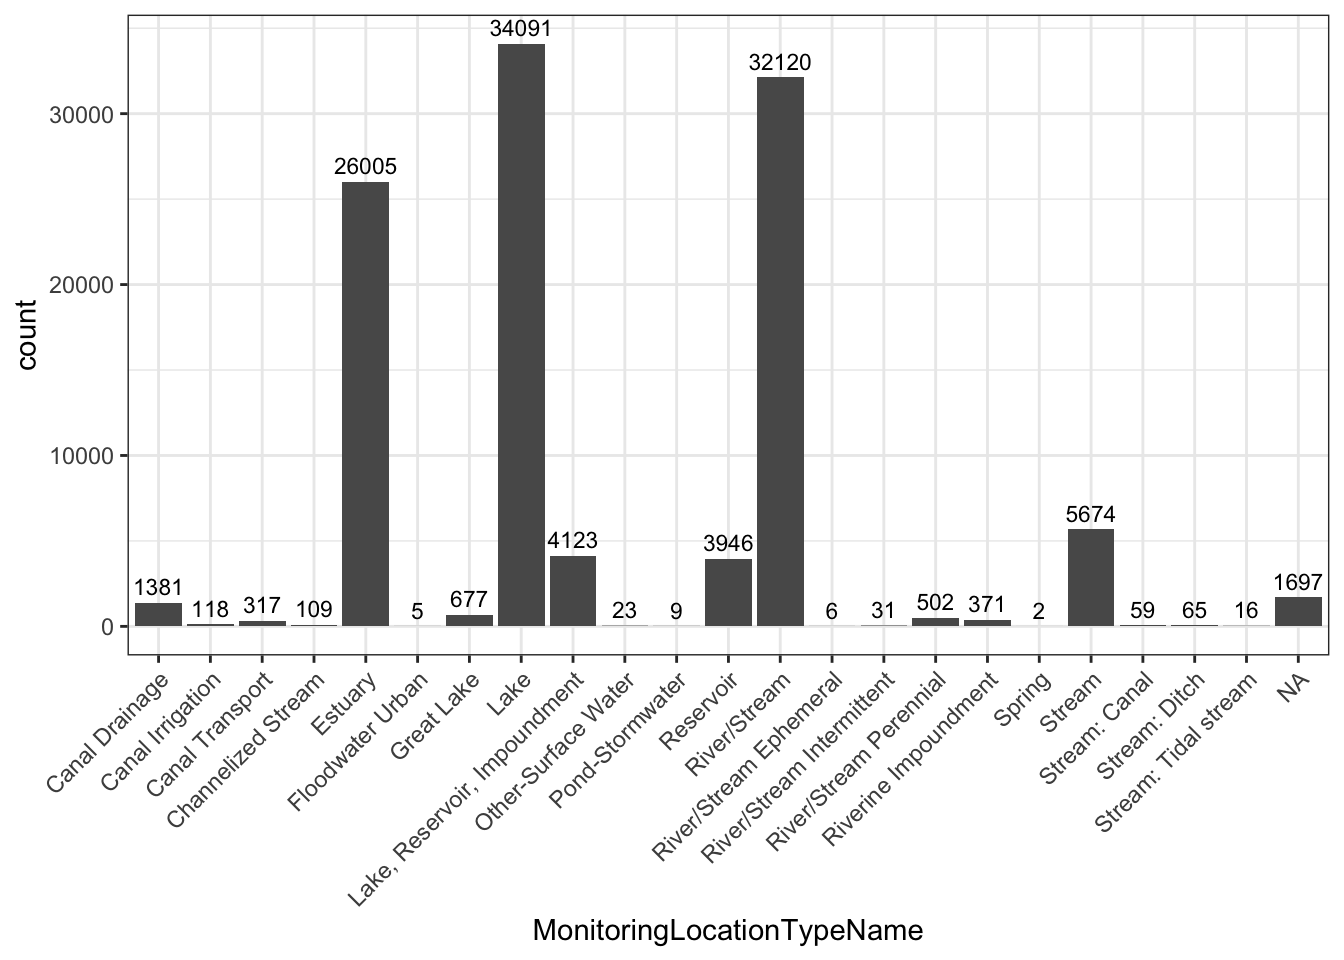 34091
32120
30000
26005
20000
count
10000
5674
4123
3946
1381
118
317
109
5
677
23
9
6
31
502
371
2
59
65
16
1697
0
Canal Drainage
Canal Irrigation
Canal Transport
Channelized Stream
Estuary
Floodwater Urban
Great Lake
Lake
Lake, Reservoir, Impoundment
Other-Surface Water
Pond-Stormwater
Reservoir
River/Stream
River/Stream Ephemeral
River/Stream Intermittent
River/Stream Perennial
Riverine Impoundment
Spring
Stream
Stream: Canal
Stream: Ditch
Stream: Tidal stream
NA
MonitoringLocationTypeName